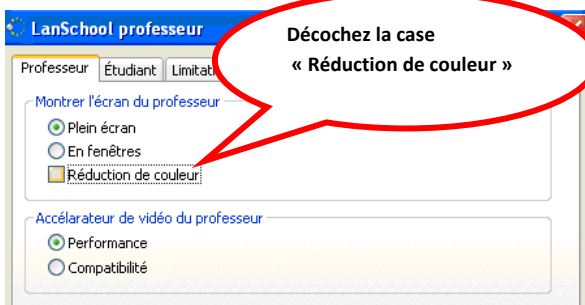 LanSchool professeur
Décochez la case
« Réduction de couleur »
Professeur Étudiant Limitat
Montrer l'écran du professeur
Plein écran
En fenêtres
Réduction de couleur
Accélarateur de vidéo du professeur
Performance
Compatibilité